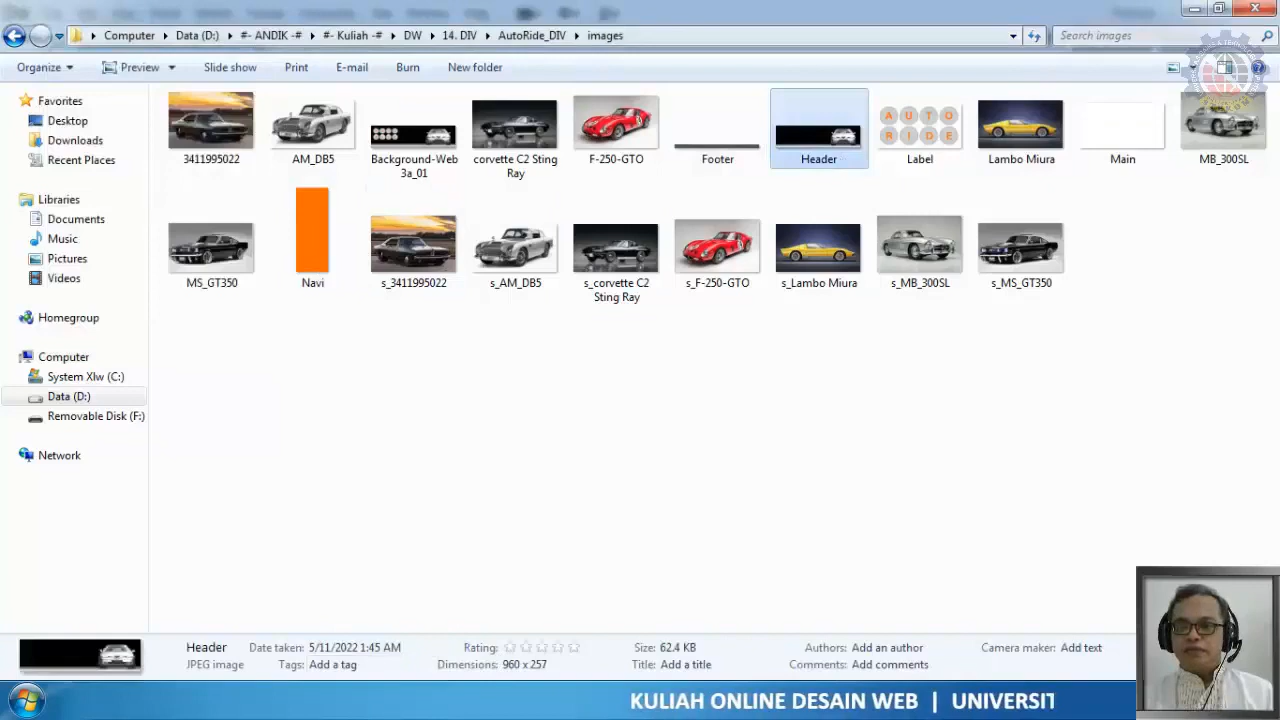 Computer
Data (D:)
#- ANDIK -#
#- Kuliah -#
DW
14. DIV
AutoRide_DIV
images
Search images
Organize
Preview
Slide show
Print
E-mail
Burn
New folder
Favorites
Desktop
Downloads
Recent Places
Libraries
Documents
Music
Pictures
Videos
Homegroup
Computer
System Xlw (C:)
Data (D:)
Removable Disk (F:)
Network
AUTO
RIDE
3411995022
AM_DB5
Background-Web
3a_01
corvette C2 Sting
Ray
F-250-GTO
Footer
Header
Label
Lambo Miura
Main
MB_300SL
MS_GT350
Navi
s_3411995022
s_AM_DB5
s_corvette C2
Sting Ray
s_F-250-GTO
s_Lambo Miura
s_MB_300SL
s_MS_GT350
Header
JPEG image
Date taken: 5/11/2022 1:45 AM
Tags: Add a tag
Rating:
Dimensions: 960 x 257
Size: 62.4 KB
Title: Add a title
Authors: Add an author
Comments: Add comments
Camera maker: Add text
KULIAH ONLINE DESAIN WEB | UNIVERSIT